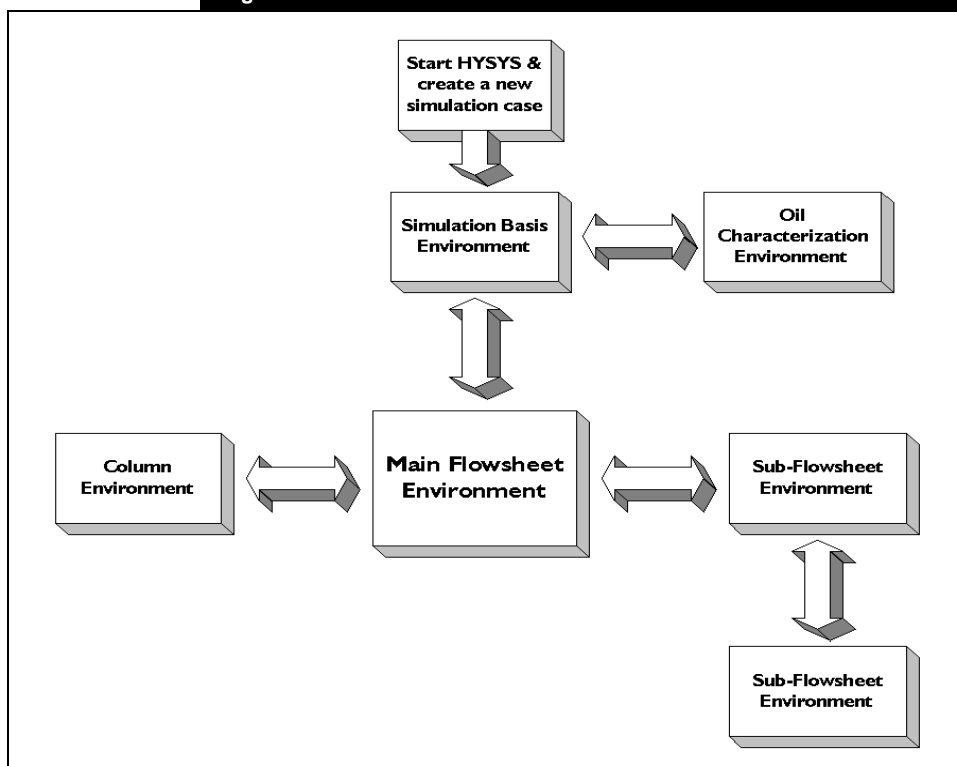 Start HYSYS &
create a new
simulation case
Simulation Basis
Environment
Oil
Characterization
Environment
Column
Environment
Main Flowsheet
Environment
Sub-Flowsheet
Environment
Sub-Flowsheet
Environment